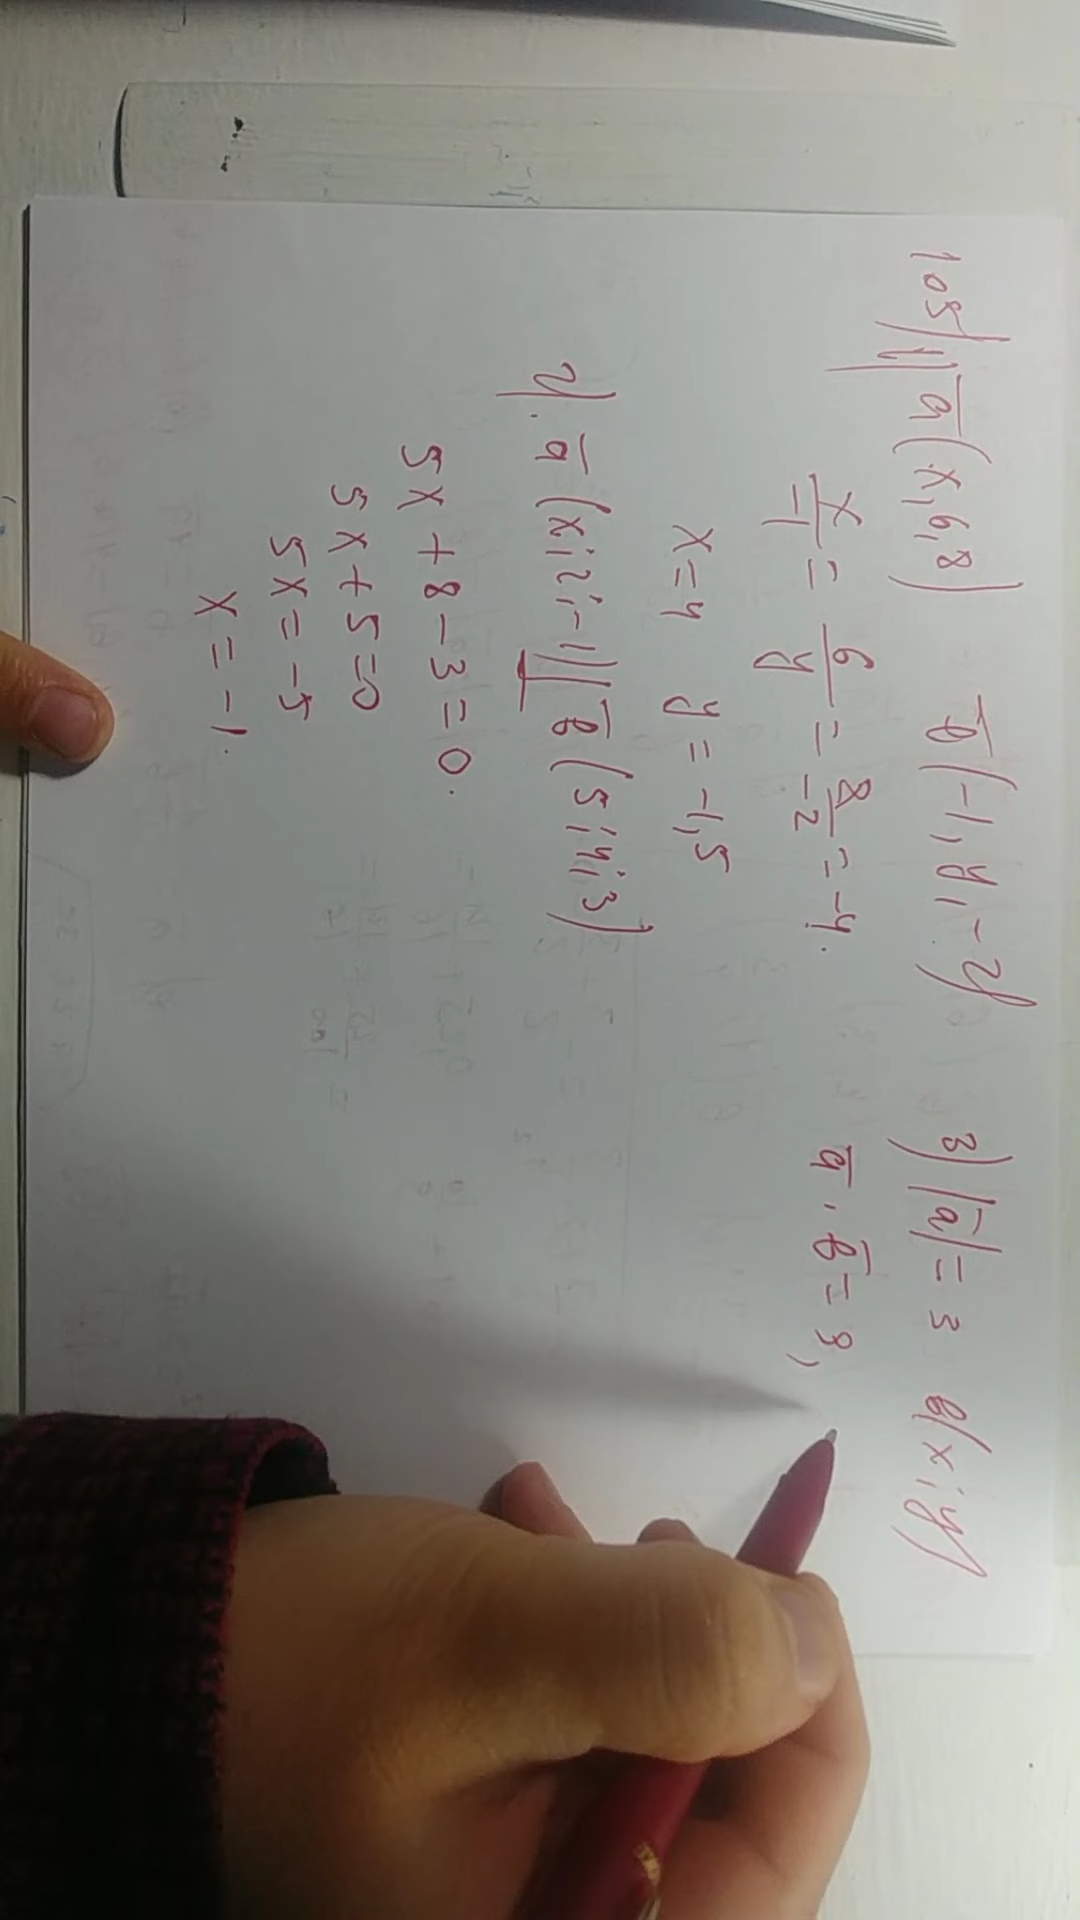 105) 1) a̅(x, 6, 8) b̅(-1, y, -2)
x/-1 = 6/y = 8/-2 = -4.
x=4 y = -1,5
2). a̅ (x; 2; -1) b̅ (5; 4; 3)
5x + 8 - 3 = 0.
5x + 5 = 0
5x = -5
x = -1.
3) |a̅| = 3 b(x; y)
a̅ · b̅ = 9,